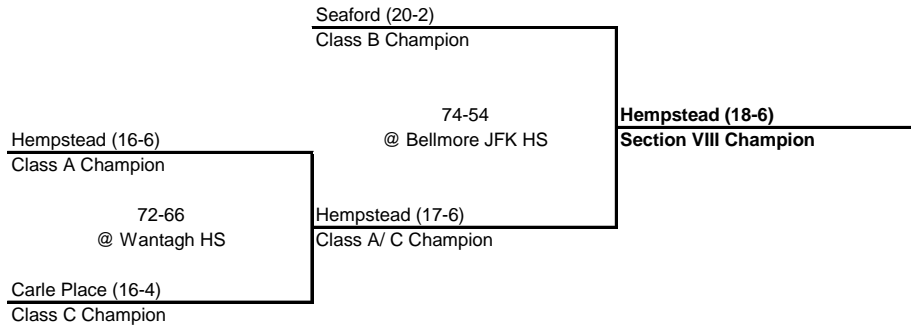 Seaford (20-2)
Class B Champion
74-54
@ Bellmore JFK HS
Hempstead (18-6)
Section VIII Champion
Hempstead (16-6)
Class A Champion
72-66
@ Wantagh HS
Hempstead (17-6)
Class A/ C Champion
Carle Place (16-4)
Class C Champion